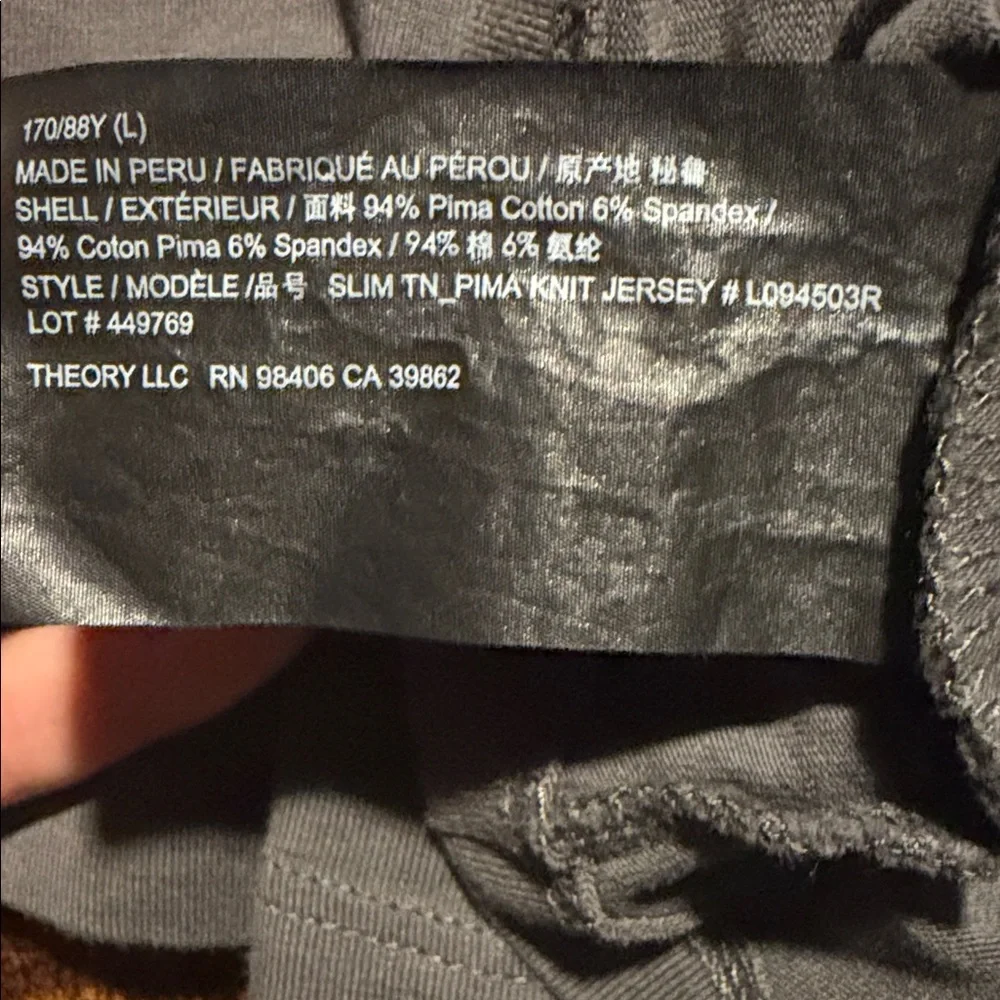 170/88Y (L)
MADE IN PERU / FABRIQUÉ AU PÉROU / 原产地 秘鲁
SHELL / EXTÉRIEUR / 面料 94% Pima Cotton 6% Spandex /
94% Coton Pima 6% Spandex / 94% 棉 6% 氨纶
STYLE / MODÈLE /品号 SLIM TN_PIMA KNIT JERSEY # L094503R
LOT # 449769
THEORY LLC RN 98406 CA 39862